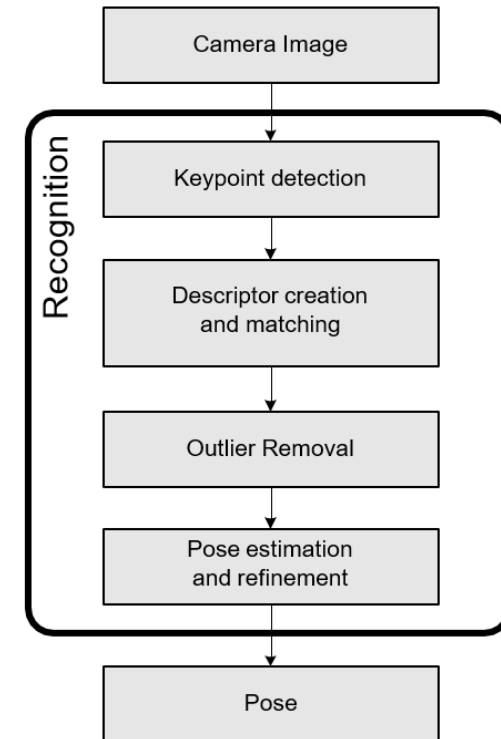 Camera Image
Recognition
Keypoint detection
Descriptor creation
and matching
Outlier Removal
Pose estimation
and refinement
Pose